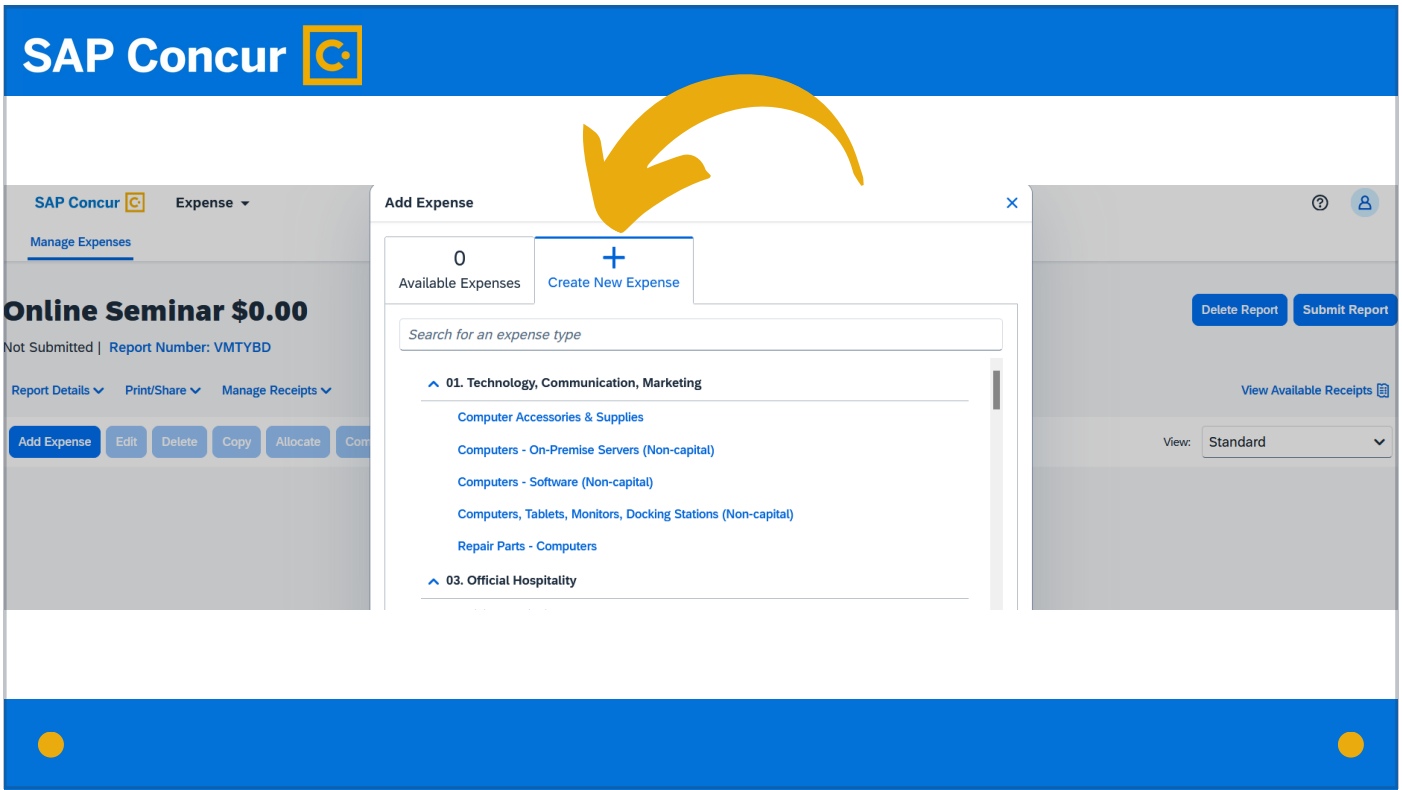 SAP Concur
SAP Concur
Expense
Add Expense
Manage Expenses
0
Available Expenses
Create New Expense
Online Seminar $0.00
Delete Report
Submit Report
Not Submitted | Report Number: VMTYBD
Search for an expense type
Report Details
Print/Share
Manage Receipts
View Available Receipts
01. Technology, Communication, Marketing
Computer Accessories & Supplies
Add Expense
Edit
Delete
Copy
Allocate
Com
View:
Standard
Computers - On-Premise Servers (Non-capital)
Computers - Software (Non-capital)
Computers, Tablets, Monitors, Docking Stations (Non-capital)
Repair Parts - Computers
03. Official Hospitality